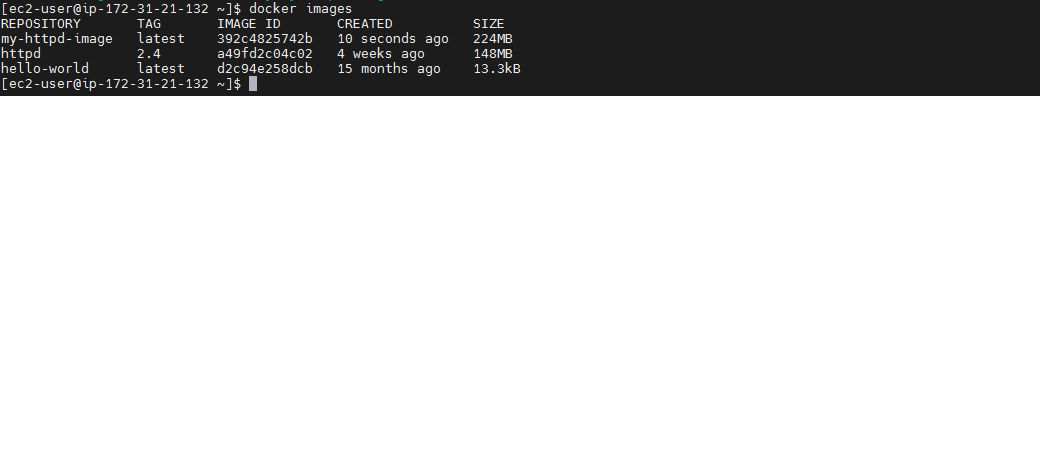 [ec2-user@ip-172-31-21-132 ~]$ docker images
REPOSITORY       TAG       IMAGE ID       CREATED          SIZE
my-httpd-image   latest    392c4825742b   10 seconds ago   224MB
httpd            2.4       a49fd2c04c02   4 weeks ago      148MB
hello-world      latest    d2c94e258dcb   15 months ago    13.3kB
[ec2-user@ip-172-31-21-132 ~]$